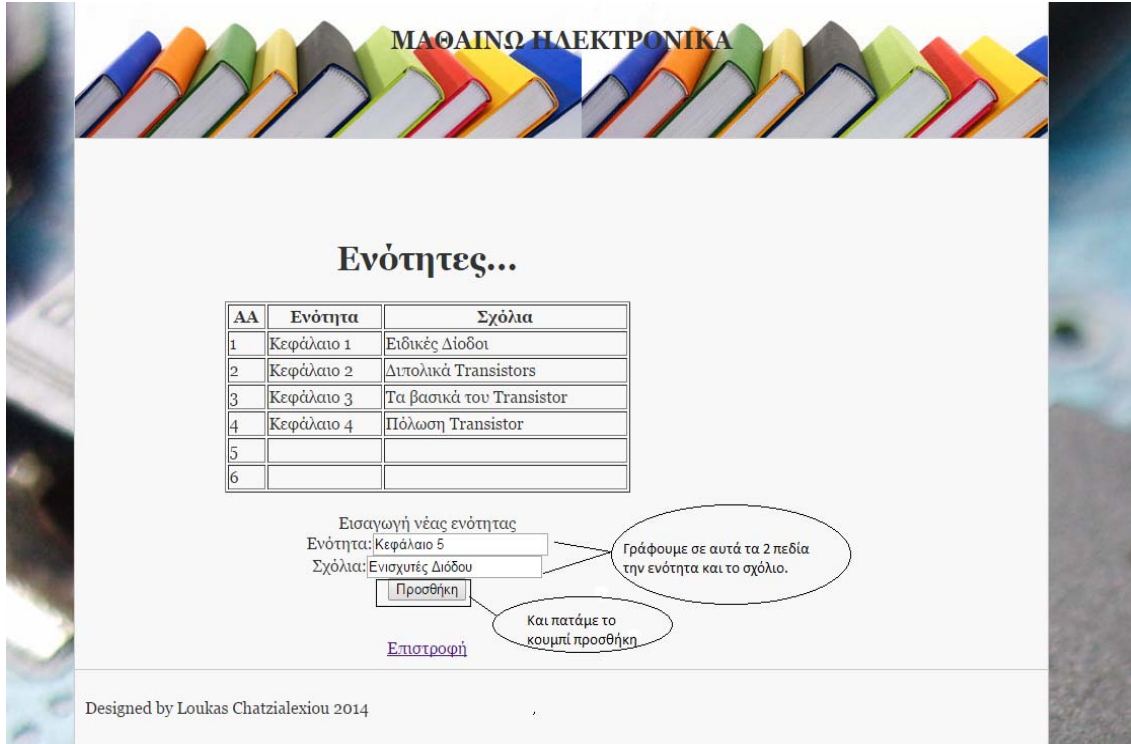 ΜΑΘΑΙΝΩ ΗΛΕΚΤΡΟΝΙΚΑ
Ενότητες...
ΑΑ Ενότητα Σχόλια
1 Κεφάλαιο 1 Ειδικές Δίοδοι
2 Κεφάλαιο 2 Διπολικά Transistors
3 Κεφάλαιο 3 Τα βασικά του Transistor
4 Κεφάλαιο 4 Πόλωση Transistor
5
6
Εισαγωγή νέας ενότητας
Ενότητα: Κεφάλαιο 5
Σχόλια: Ενισχυτές Διόδου
Προσθήκη
Γράφουμε σε αυτά τα 2 πεδία
την ενότητα και το σχόλιο.
Και πατάμε το
κουμπί προσθήκη
Επιστροφή
Designed by Loukas Chatzialexiou 2014 ,